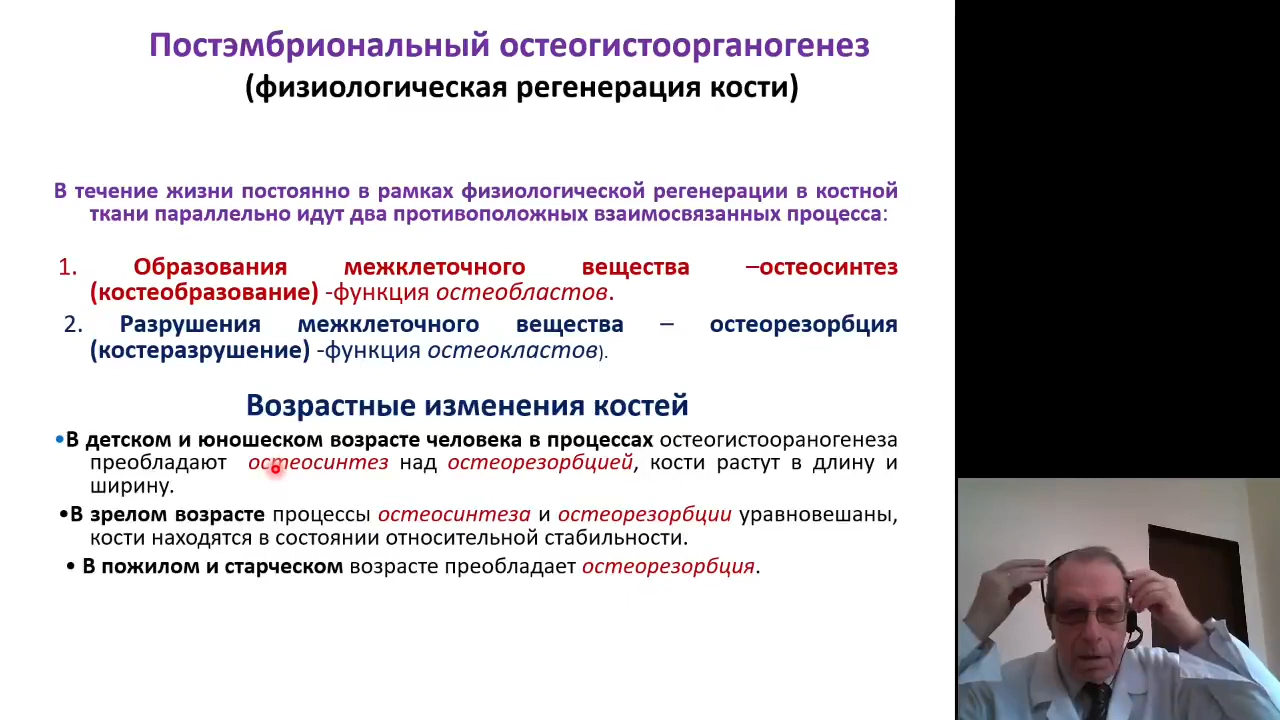 Постэмбриональный остеогистоорганогенез
(физиологическая регенерация кости)
В течение жизни постоянно в рамках физиологической регенерации в костной
ткани параллельно идут два противоположных взаимосвязанных процесса:
1. Образования межклеточного вещества –остеосинтез
(костеобразование) -функция остеобластов.
2. Разрушения межклеточного вещества – остеорезорбция
(костеразрушение) -функция остеокластов).
Возрастные изменения костей
•В детском и юношеском возрасте человека в процессах остеогистоораногенеза
преобладают остеосинтез над остеорезорбцией, кости растут в длину и
ширину.
•В зрелом возрасте процессы остеосинтеза и остеорезорбции уравновешаны,
кости находятся в состоянии относительной стабильности.
• В пожилом и старческом возрасте преобладает остеорезорбция.